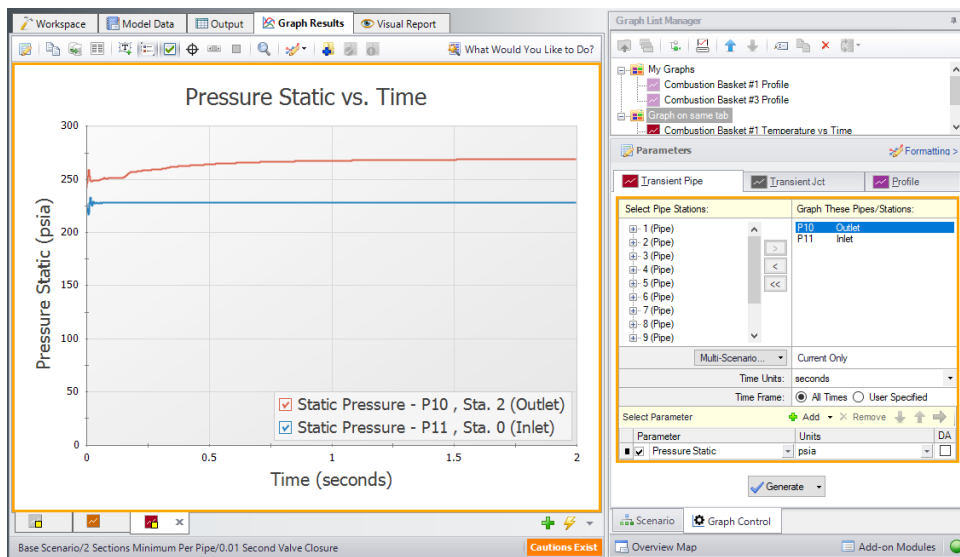 Workspace
Model Data
Output
Graph Results
Visual Report
What Would You Like to Do?
Pressure Static vs. Time
Pressure Static (psia)
300
250
200
150
100
50
0
0
0.5
1
1.5
2
Time (seconds)
Static Pressure - P10 , Sta. 2 (Outlet)
Static Pressure - P11 , Sta. 0 (Inlet)
Base Scenario/2 Sections Minimum Per Pipe/0.01 Second Valve Closure
Cautions Exist
Graph List Manager
My Graphs
Combustion Basket #1 Profile
Combustion Basket #3 Profile
Graph on same tab
Combustion Basket #1 Temperature vs Time
Parameters
Formatting >
Transient Pipe
Transient Jct
Profile
Select Pipe Stations:
Graph These Pipes/Stations:
1 (Pipe)
2 (Pipe)
3 (Pipe)
4 (Pipe)
5 (Pipe)
6 (Pipe)
7 (Pipe)
8 (Pipe)
9 (Pipe)
>
<
<<
P10 Outlet
P11 Inlet
Multi-Scenario...
Current Only
Time Units:
seconds
Time Frame:
All Times
User Specified
Select Parameter
Add
Remove
Parameter
Units
DA
Pressure Static
psia
Generate
Scenario
Graph Control
Overview Map
Add-on Modules